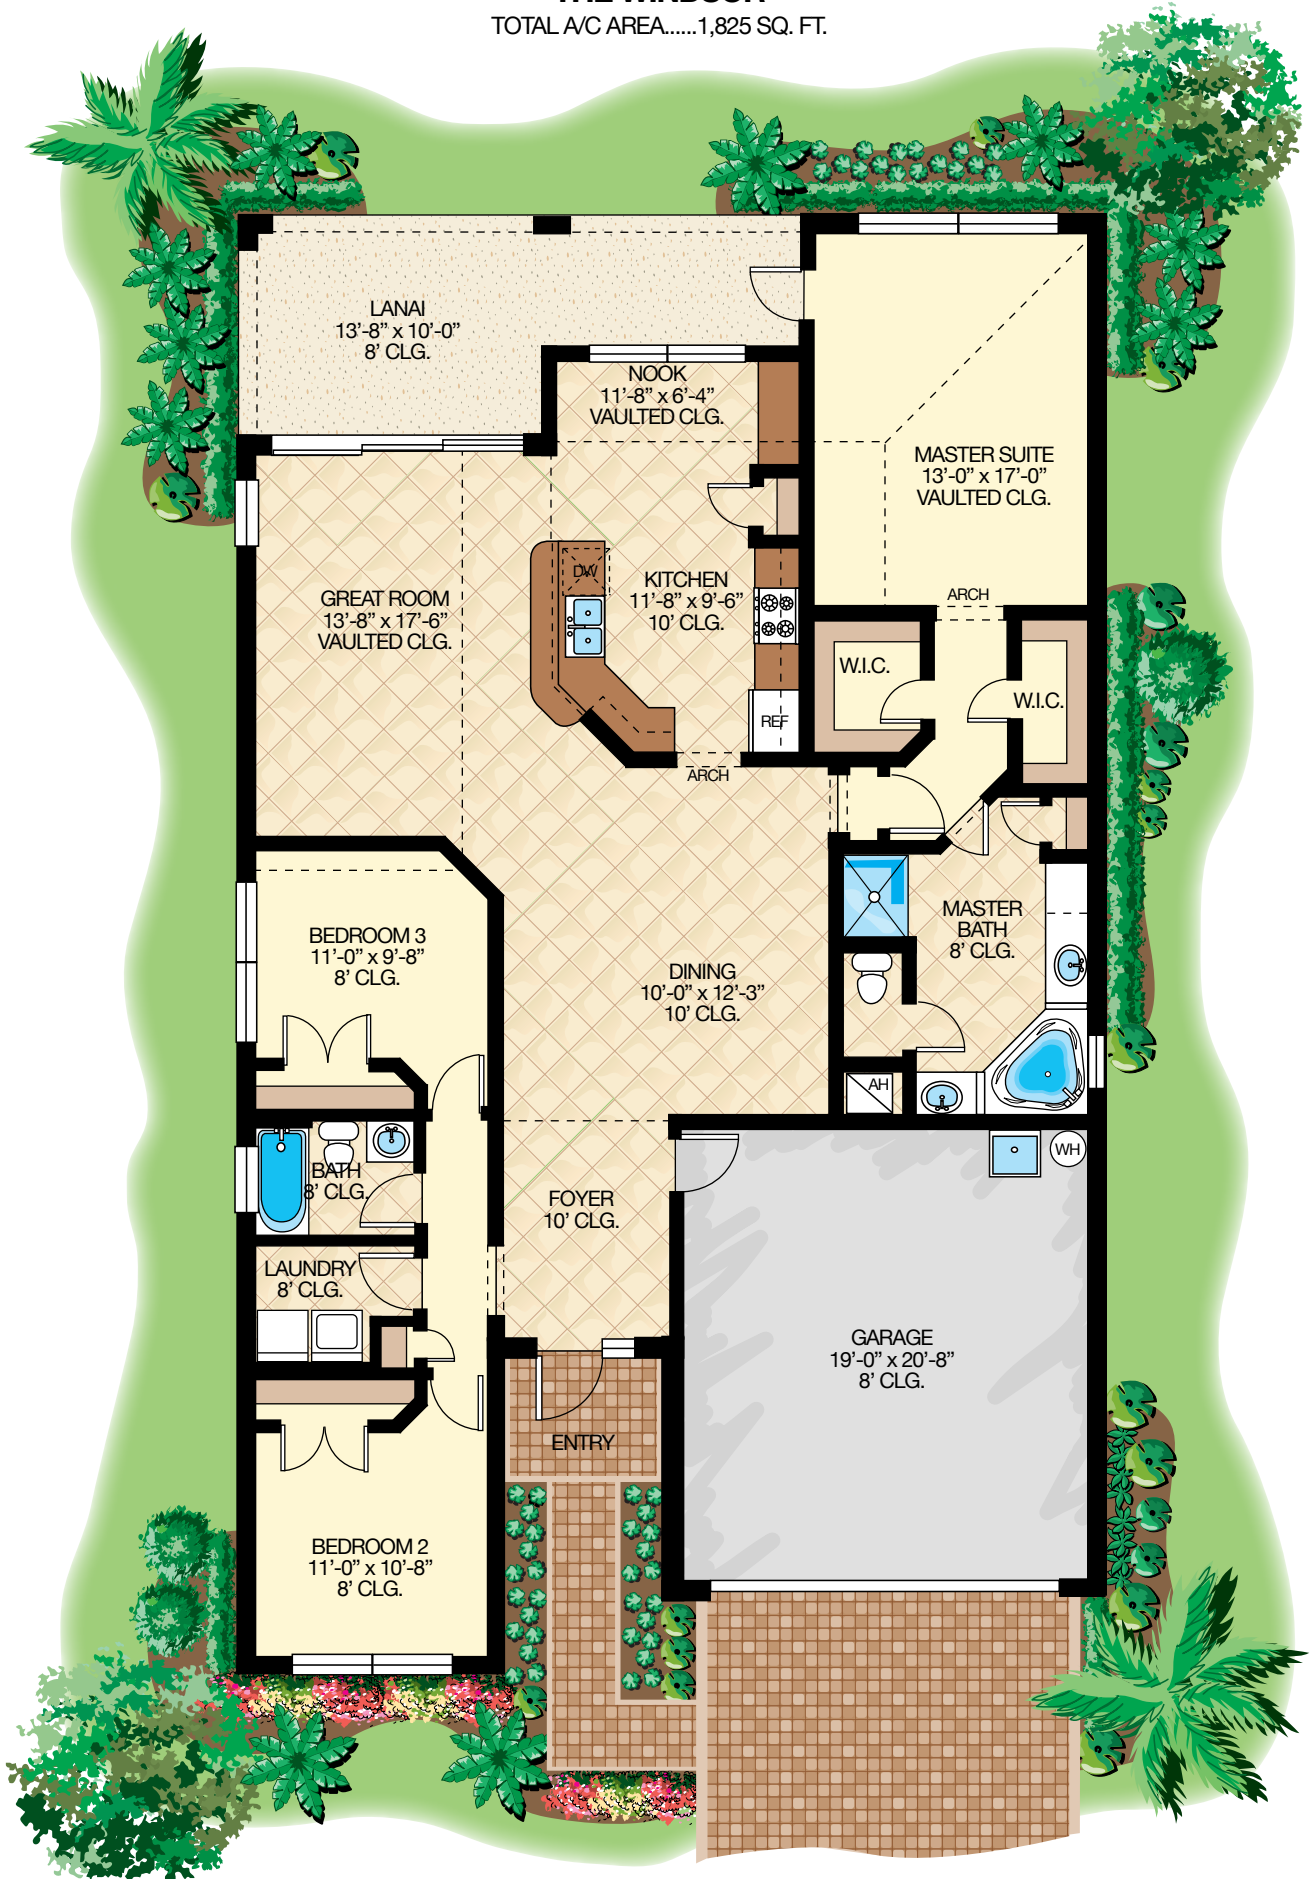 TOTAL A/C AREA......1,825 SQ. FT.
LANAI
13'-8” x 10'-0”
8' CLG.
NOOK
11'-8” x 6'-4”
VAULTED CLG.
MASTER SUITE
13'-0” x 17'-0”
VAULTED CLG.
DW
KITCHEN
11'-8” x 9'-6”
10' CLG.
GREAT ROOM
13'-8” x 17'-6”
VAULTED CLG.
ARCH
W.I.C.
W.I.C.
REF
ARCH
MASTER
BATH
8' CLG.
BEDROOM 3
11'-0” x 9'-8”
8' CLG.
DINING
10'-0” x 12'-3”
10' CLG.
AH
WH
BATH
8' CLG.
FOYER
10' CLG.
LAUNDRY
8' CLG.
GARAGE
19'-0” x 20'-8”
8' CLG.
ENTRY
BEDROOM 2
11'-0” x 10'-8”
8' CLG.